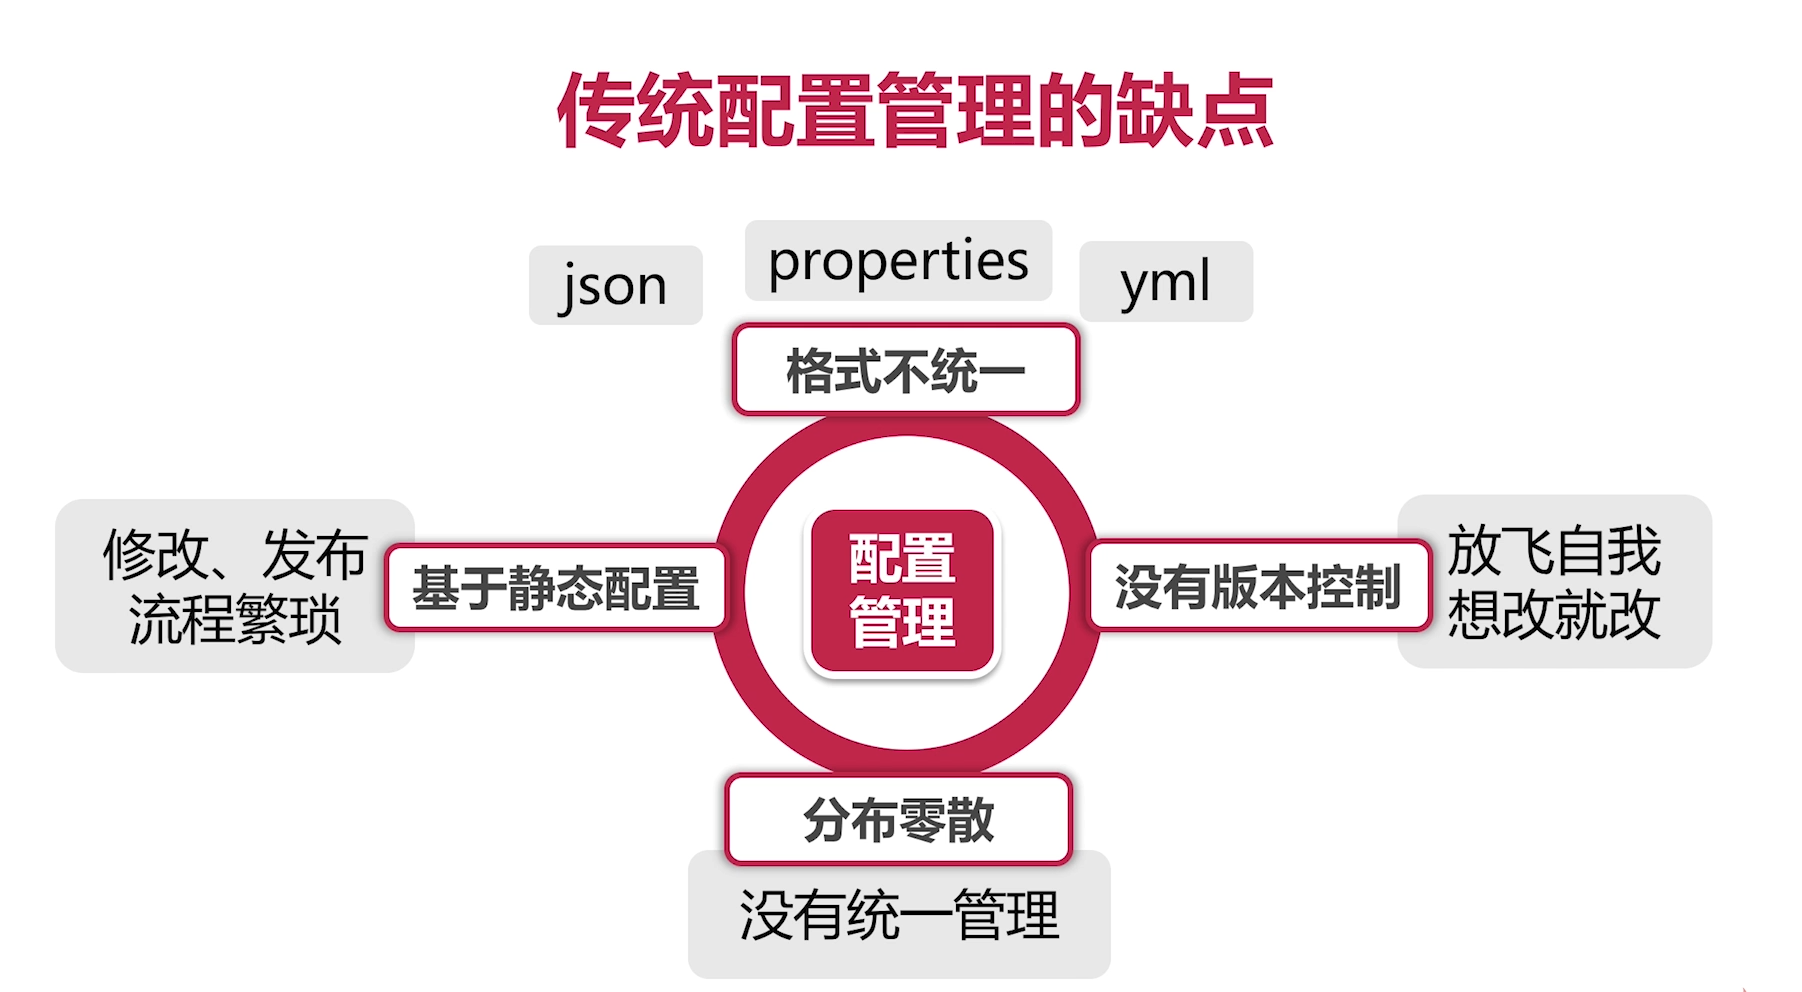 传统配置管理的缺点
json
properties
yml
格式不统一
修改、发布
流程繁琐
基于静态配置
配置
管理
没有版本控制
放飞自我
想改就改
分布零散
没有统一管理